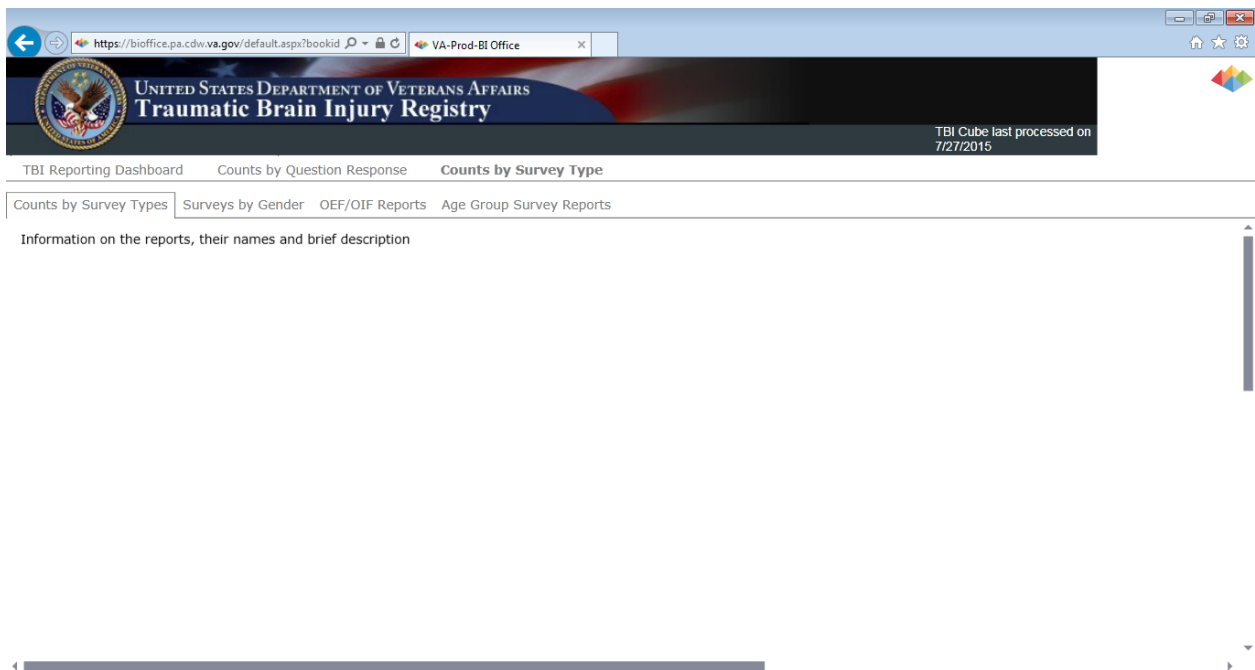 https://bioffice.pa.cdw.va.gov/default.aspx?bookid
VA-Prod-BI Office
UNITED STATES DEPARTMENT OF VETERANS AFFAIRS
Traumatic Brain Injury Registry
TBI Cube last processed on
7/27/2015
TBI Reporting Dashboard Counts by Question Response Counts by Survey Type
Counts by Survey Types Surveys by Gender OEF/OIF Reports Age Group Survey Reports
Information on the reports, their names and brief description